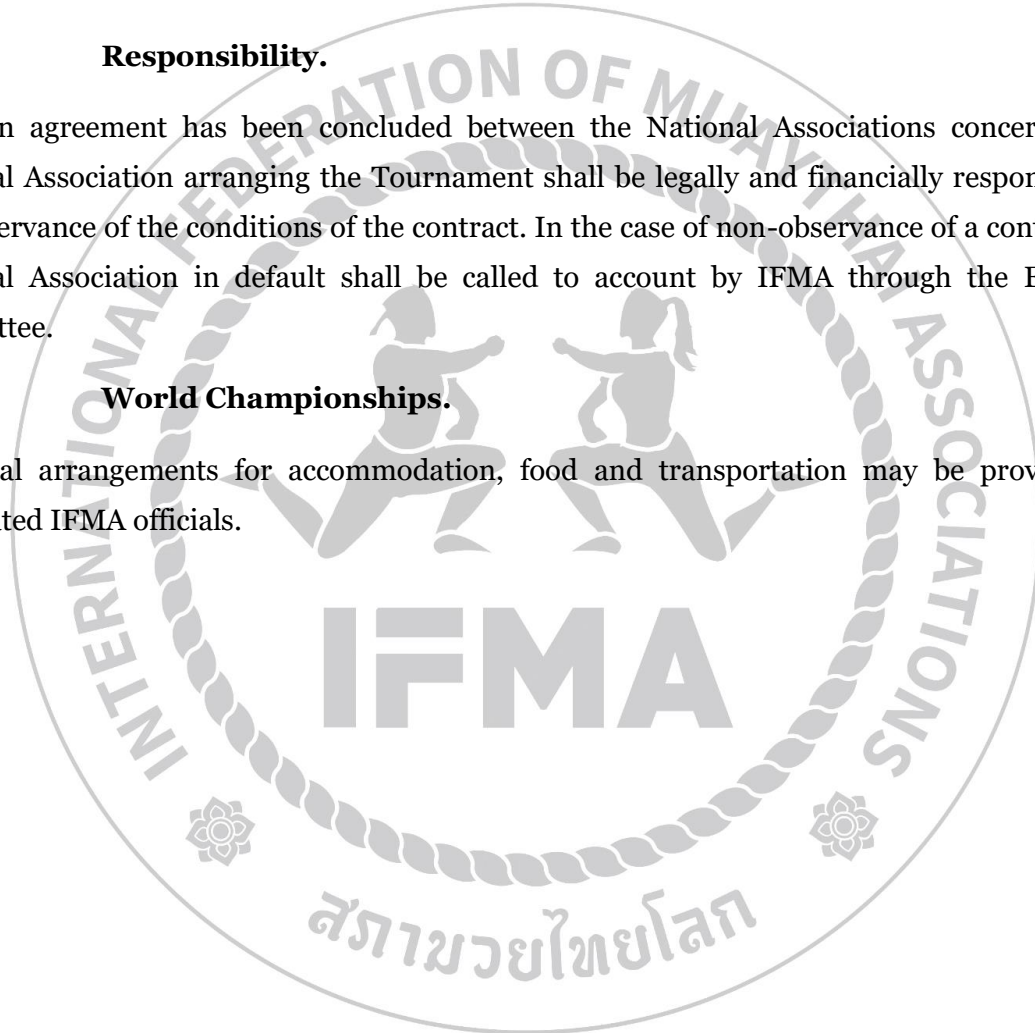 Responsibility.
n agreement has been concluded between the National Associations concer
al Association arranging the Tournament shall be legally and financially respon
ervance of the conditions of the contract. In the case of non-observance of a con
al Association in default shall be called to account by IFMA through the E
ttee.
World Championships.
al arrangements for accommodation, food and transportation may be prov
ted IFMA officials.
INTERNATIONAL FEDERATION OF MUAYTHAI ASSOCIATIONS
IFMA
สภามวยไทยโลก